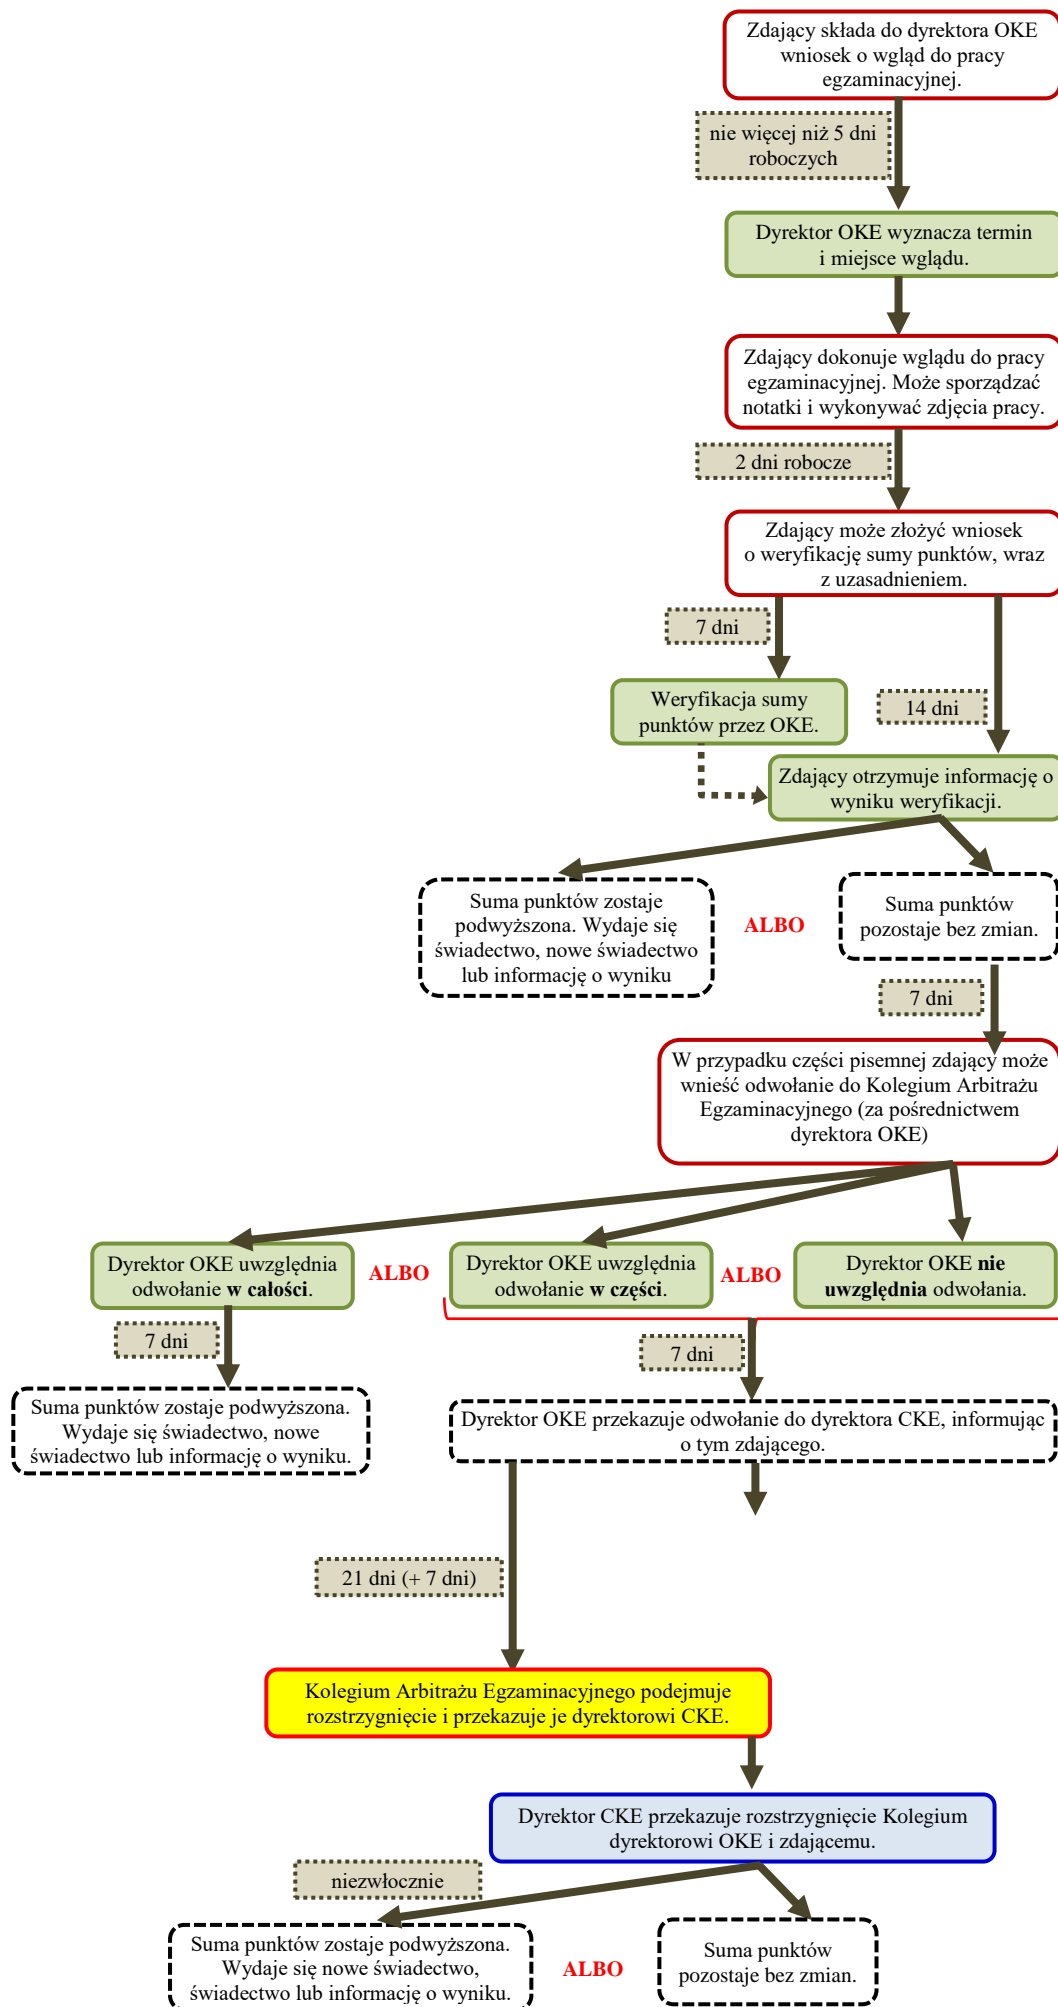 Zdający składa do dyrektora OKE
wniosek o wgląd do pracy
egzaminacyjnej.
nie więcej niż 5 dni
roboczych
Dyrektor OKE wyznacza termin
i miejsce wglądu.
Zdający dokonuje wglądu do pracy
egzaminacyjnej. Może sporządzać
notatki i wykonywać zdjęcia pracy.
2 dni robocze
Zdający może złożyć wniosek
o weryfikację sumy punktów, wraz
z uzasadnieniem.
7 dni
Weryfikacja sumy
punktów przez OKE.
14 dni
Zdający otrzymuje informację o
wyniku weryfikacji.
Suma punktów zostaje
podwyższona. Wydaje się
świadectwo, nowe świadectwo
lub informację o wyniku
ALBO
Suma punktów
pozostaje bez zmian.
7 dni
W przypadku części pisemnej zdający może
wnieść odwołanie do Kolegium Arbitrażu
Egzaminacyjnego (za pośrednictwem
dyrektora OKE)
Dyrektor OKE uwzględnia
odwołanie w całości.
ALBO
Dyrektor OKE uwzględnia
odwołanie w części.
ALBO
Dyrektor OKE nie
uwzględnia odwołania.
7 dni
7 dni
Suma punktów zostaje podwyższona.
Wydaje się świadectwo, nowe
świadectwo lub informację o wyniku.
Dyrektor OKE przekazuje odwołanie do dyrektora CKE, informując
o tym zdającego.
21 dni (+ 7 dni)
Kolegium Arbitrażu Egzaminacyjnego podejmuje
rozstrzygnięcie i przekazuje je dyrektorowi CKE.
Dyrektor CKE przekazuje rozstrzygnięcie Kolegium
dyrektorowi OKE i zdającemu.
niezwłocznie
Suma punktów zostaje podwyższona.
Wydaje się nowe świadectwo,
świadectwo lub informację o wyniku.
ALBO
Suma punktów
pozostaje bez zmian.